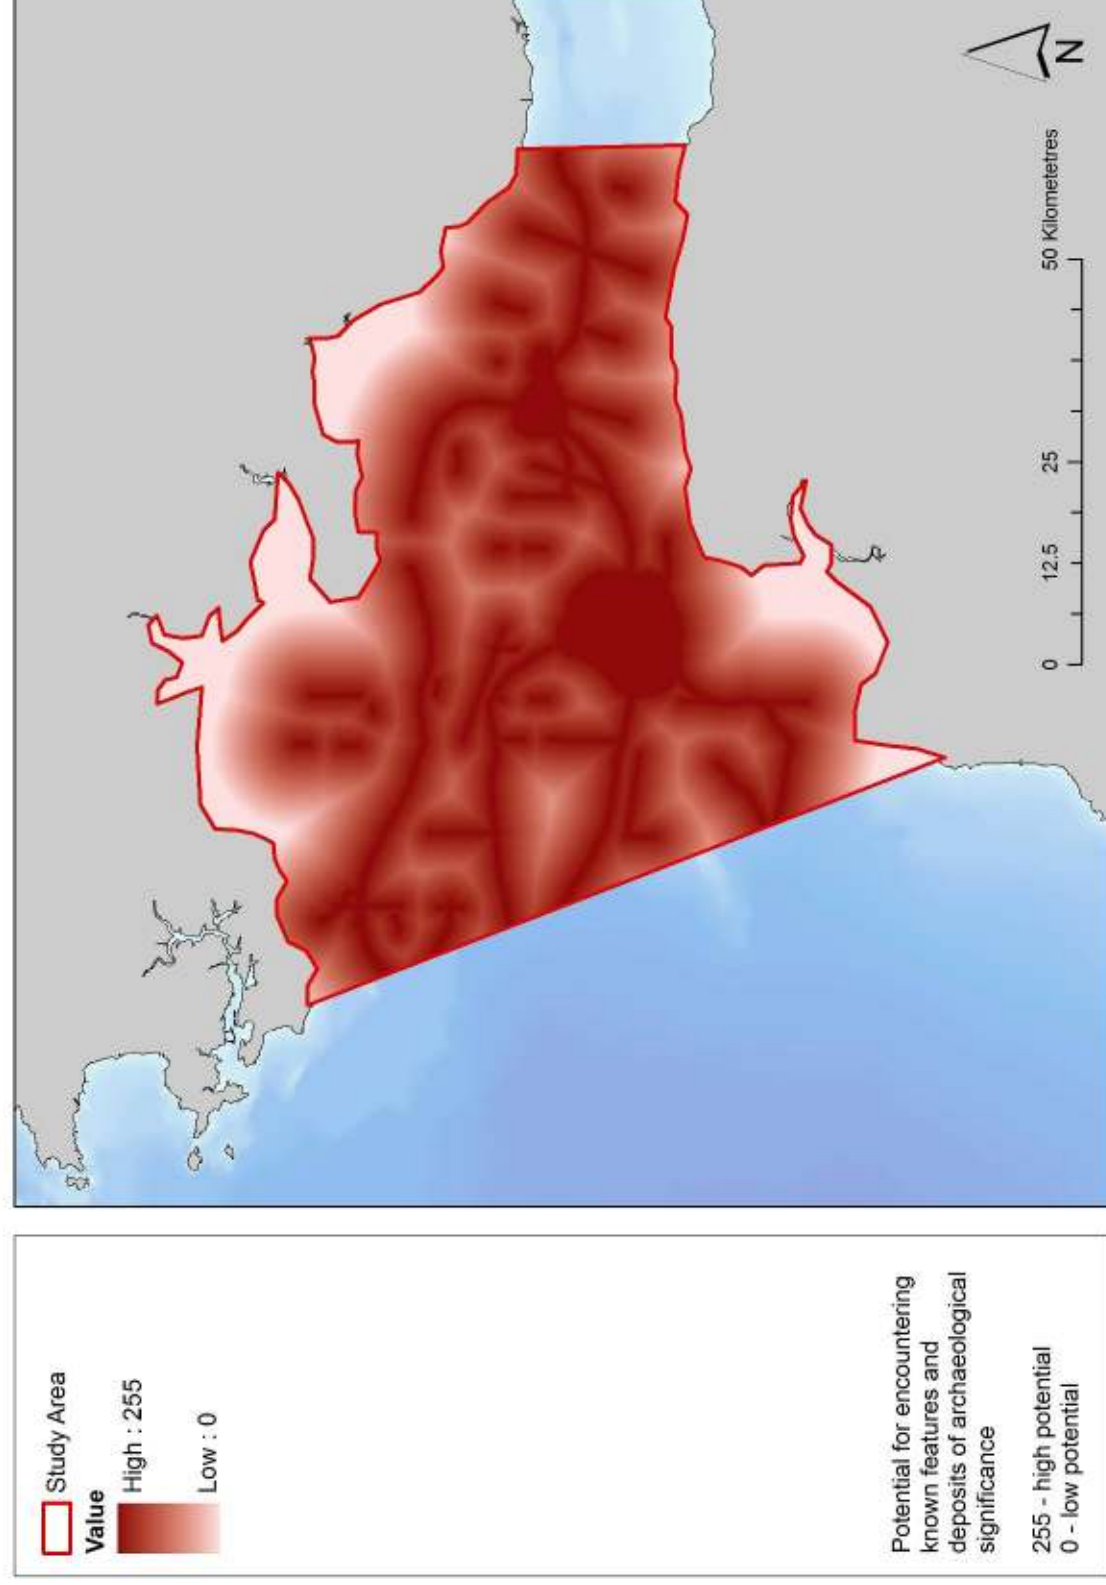 Study Area
Value
High : 255
Low : 0
Potential for encountering
known features and
deposits of archaeological
significance
255 - high potential
0 - low potential
0
12.5
25
50 Kilometetres
N